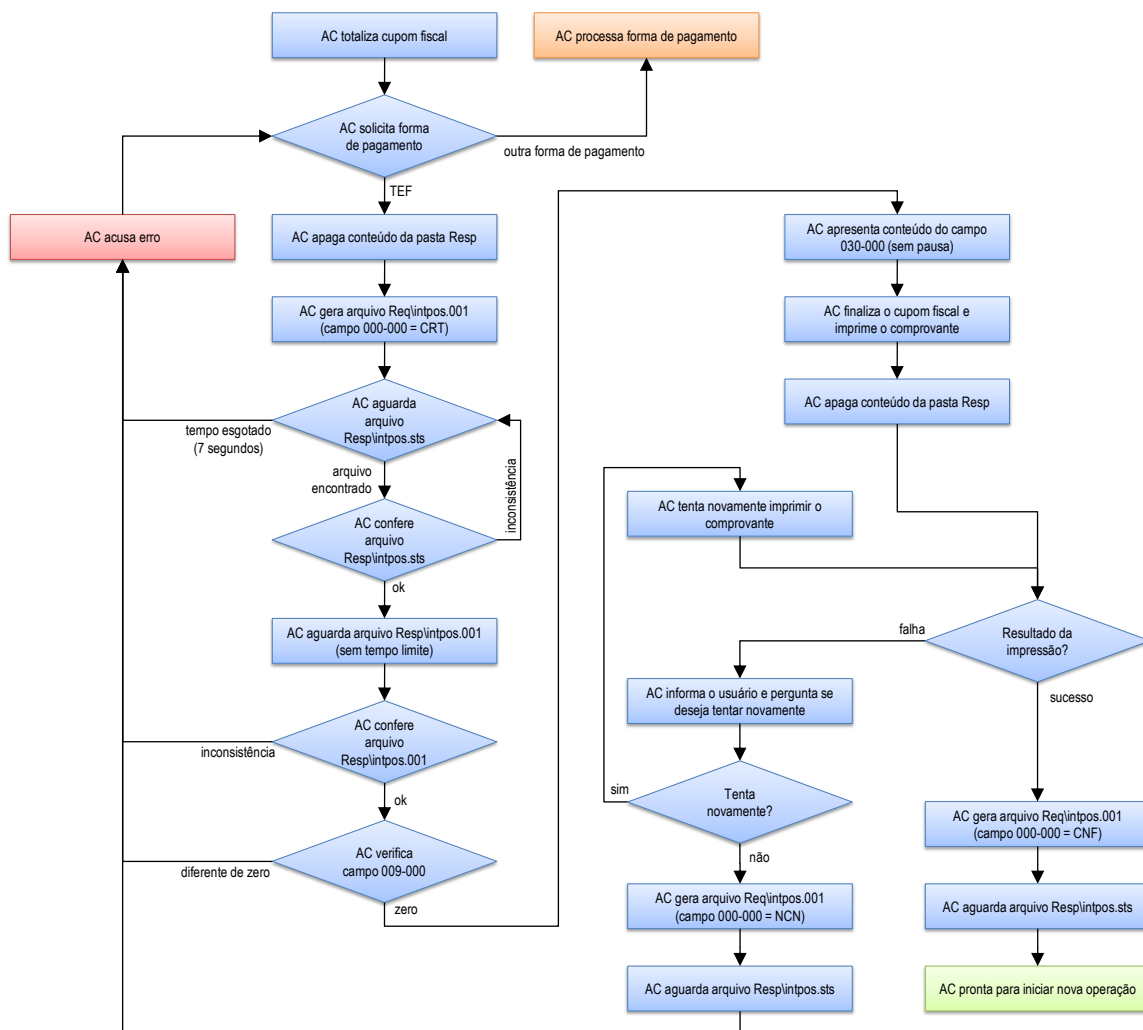 AC totaliza cupom fiscal
AC processa forma de pagamento
AC solicita forma
de pagamento
outra forma de pagamento
TEF
AC acusa erro
AC apaga conteúdo da pasta Resp
AC gera arquivo Req\intpos.001
(campo 000-000 = CRT)
AC aguarda
arquivo
Resp\intpos.sts
tempo esgotado
(7 segundos)
arquivo
encontrado
inconsistência
AC confere
arquivo
Resp\intpos.sts
ok
AC aguarda arquivo Resp\intpos.001
(sem tempo limite)
AC confere
arquivo
Resp\intpos.001
inconsistência
ok
AC verifica
campo 009-000
diferente de zero
zero
AC apresenta conteúdo do campo
030-000 (sem pausa)
AC finaliza o cupom fiscal e
imprime o comprovante
AC apaga conteúdo da pasta Resp
AC tenta novamente imprimir o
comprovante
Resultado da
impressão?
falha
sucesso
AC informa o usuário e pergunta se
deseja tentar novamente
Tenta
novamente?
sim
não
AC gera arquivo Req\intpos.001
(campo 000-000 = NCN)
AC aguarda arquivo Resp\intpos.sts
AC gera arquivo Req\intpos.001
(campo 000-000 = CNF)
AC aguarda arquivo Resp\intpos.sts
AC pronta para iniciar nova operação